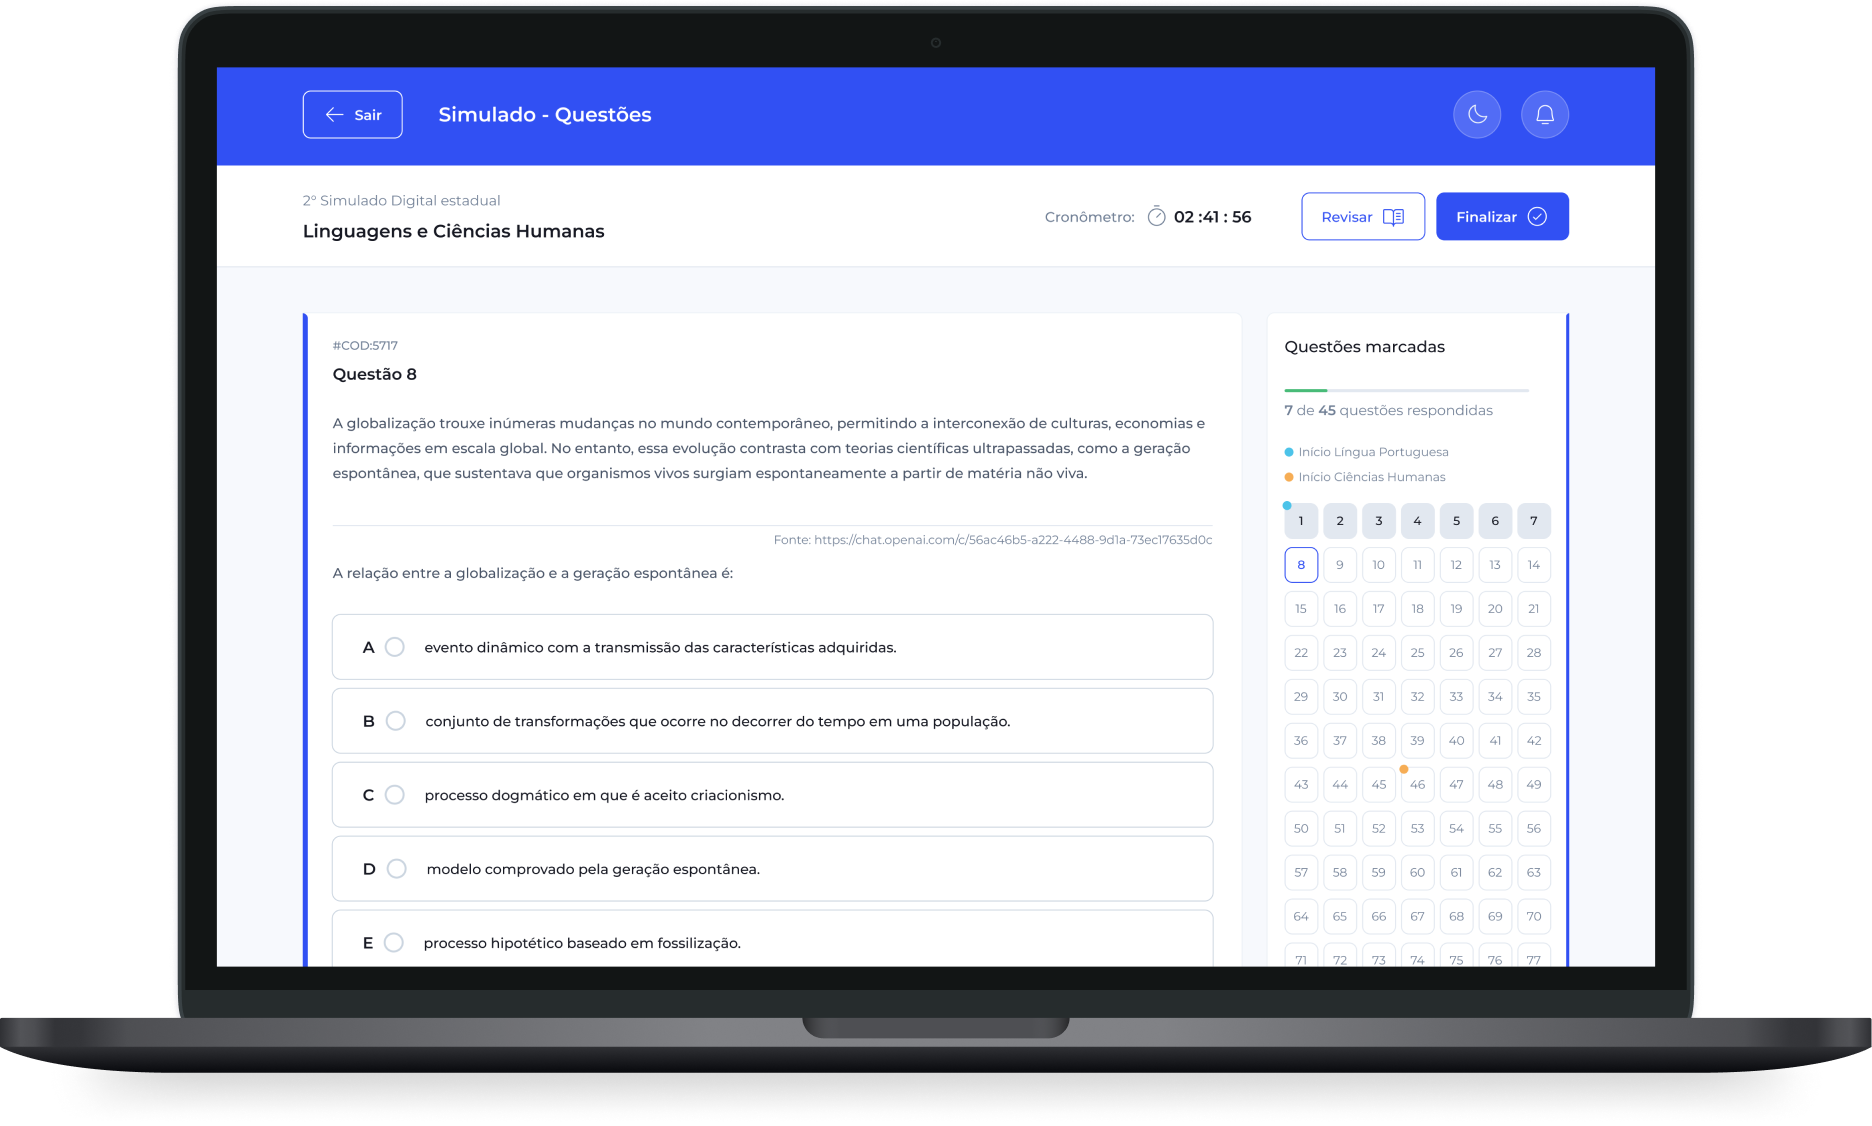 Sair
Simulado - Questões
2° Simulado Digital estadual
Linguagens e Ciências Humanas
Cronômetro:
02 :41 : 56
Revisar
Finalizar
#COD:5717
Questão 8
A globalização trouxe inúmeras mudanças no mundo contemporâneo, permitindo a interconexão de culturas, economias e
informações em escala global. No entanto, essa evolução contrasta com teorias científicas ultrapassadas, como a geração
espontânea, que sustentava que organismos vivos surgiam espontaneamente a partir de matéria não viva.
Fonte: https://chat.openai.com/c/56ac46b5-a222-4488-9d1a-73ec17635d0c
A relação entre a globalização e a geração espontânea é:
A evento dinâmico com a transmissão das características adquiridas.
B conjunto de transformações que ocorre no decorrer do tempo em uma população.
C processo dogmático em que é aceito criacionismo.
D modelo comprovado pela geração espontânea.
E processo hipotético baseado em fossilização.
Questões marcadas
7 de 45 questões respondidas
Início Língua Portuguesa
Início Ciências Humanas
1 2 3 4 5 6 7
8 9 10 11 12 13 14
15 16 17 18 19 20 21
22 23 24 25 26 27 28
29 30 31 32 33 34 35
36 37 38 39 40 41 42
43 44 45 46 47 48 49
50 51 52 53 54 55 56
57 58 59 60 61 62 63
64 65 66 67 68 69 70
71 72 73 74 75 76 77